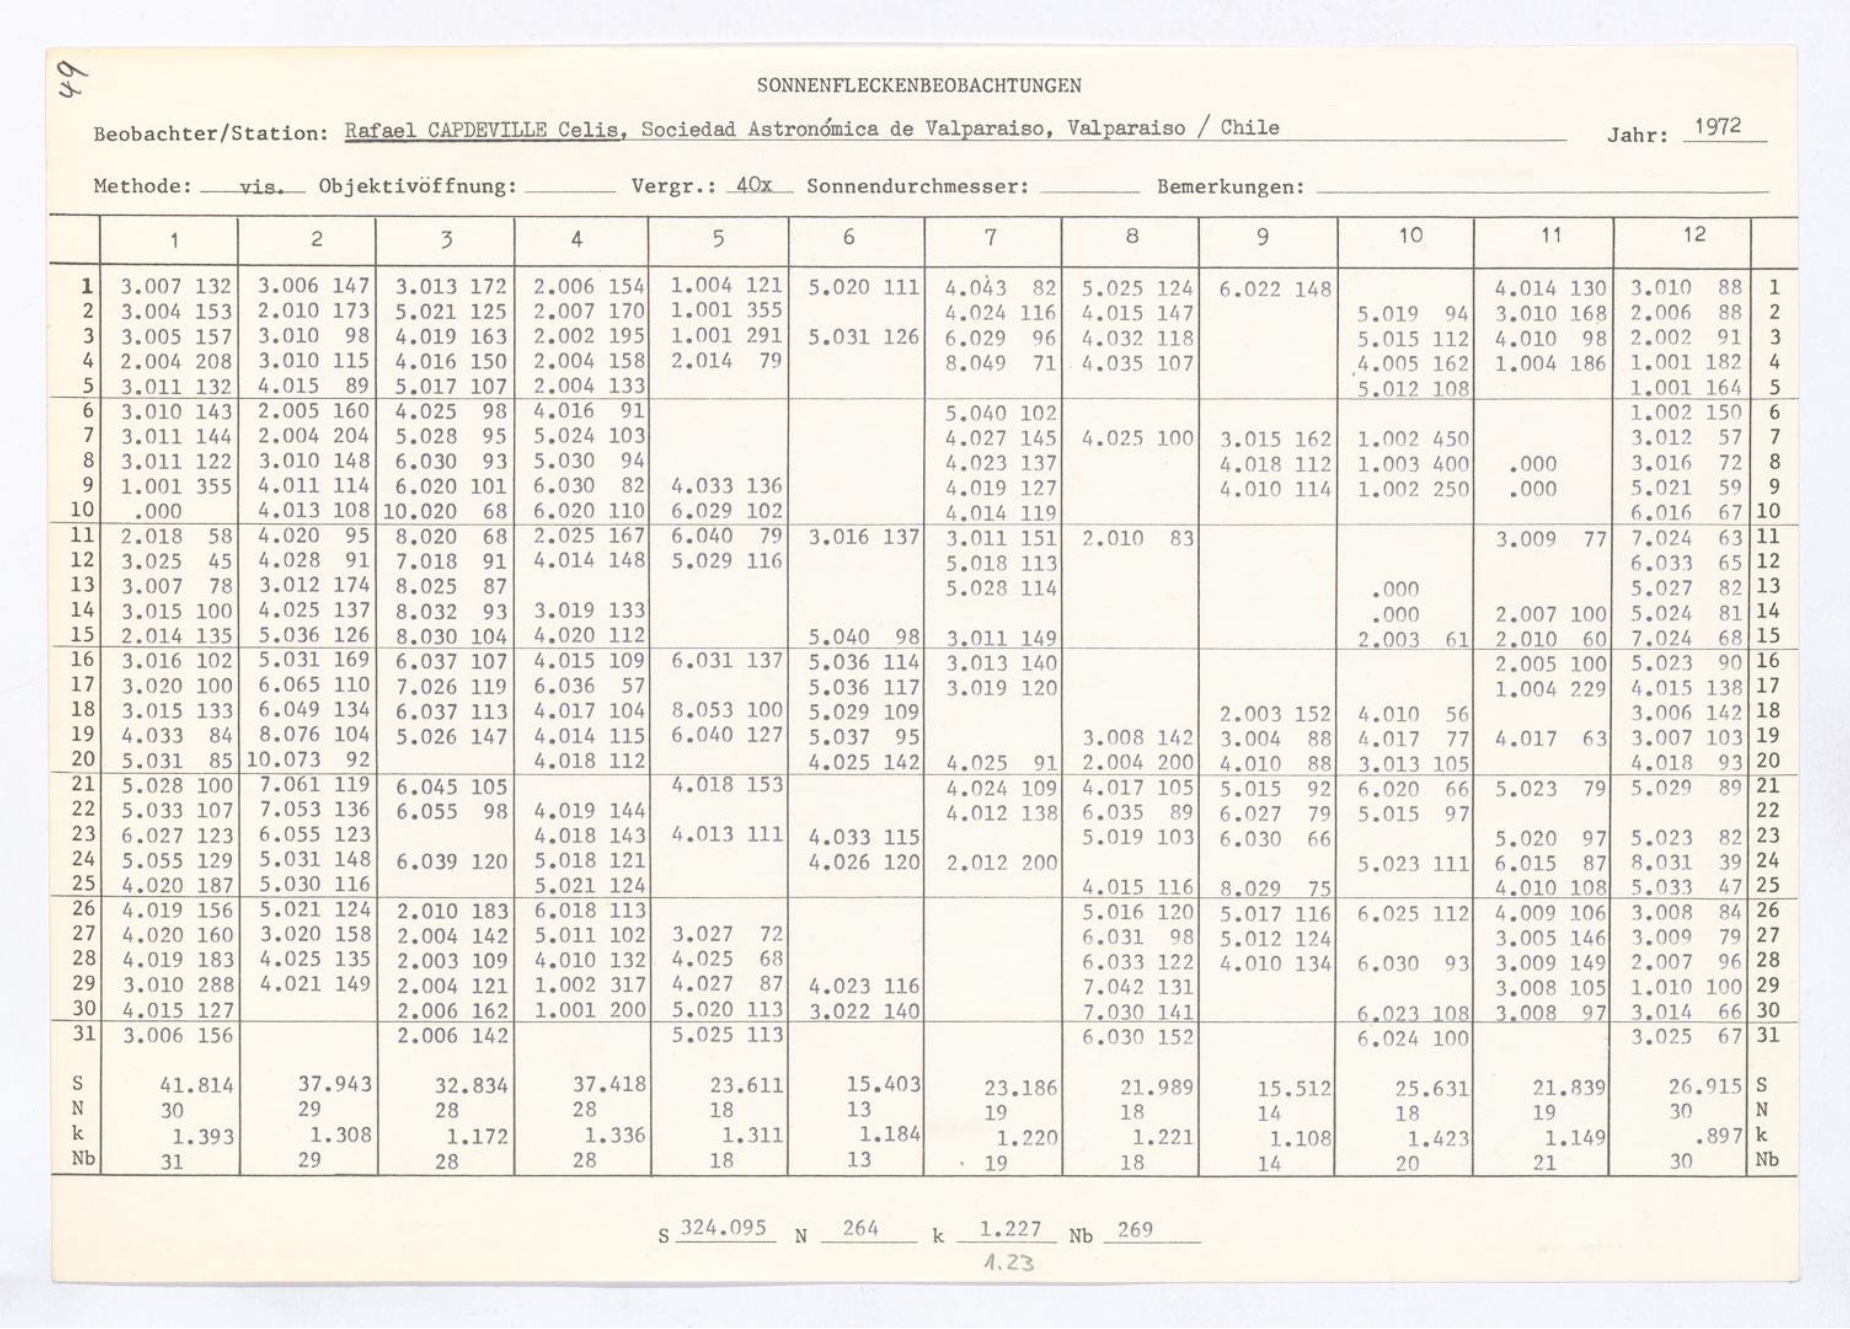 49
SONNENFLECKENBEOBACHTUNGEN
Beobachter/Station: Rafael CAPDEVILLE Celis, Sociedad Astronómica de Valparaiso, Valparaiso / Chile Jahr: 1972
Methode: vis. Objektivöffnung: Vergr.: 40x Sonnendurchmesser: Bemerkungen:
1 2 3 4 5 6 7 8 9 10 11 12
1 3.007 132 3.006 147 3.013 172 2.006 154 1.004 121 5.020 111 4.043 82 5.025 124 6.022 148 4.014 130 3.010 88 1
2 3.004 153 2.010 173 5.021 125 2.007 170 1.001 355 4.024 116 4.015 147 5.019 94 3.010 168 2.006 88 2
3 3.005 157 3.010 98 4.019 163 2.002 195 1.001 291 5.031 126 6.029 96 4.032 118 5.015 112 4.010 98 2.002 91 3
4 2.004 208 3.010 115 4.016 150 2.004 158 2.014 79 8.049 71 4.035 107 4.005 162 1.004 186 1.001 182 4
5 3.011 132 4.015 89 5.017 107 2.004 133 5.012 108 1.001 164 5
6 3.010 143 2.005 160 4.025 98 4.016 91 5.040 102 1.002 150 6
7 3.011 144 2.004 204 5.028 95 5.024 103 4.027 145 4.025 100 3.015 162 1.002 450 3.012 57 7
8 3.011 122 3.010 148 6.030 93 5.030 94 4.023 137 4.018 112 1.003 400 .000 3.016 72 8
9 1.001 355 4.011 114 6.020 101 6.030 82 4.033 136 4.019 127 4.010 114 1.002 250 .000 5.021 59 9
10 .000 4.013 108 10.020 68 6.020 110 6.029 102 4.014 119 6.016 67 10
11 2.018 58 4.020 95 8.020 68 2.025 167 6.040 79 3.016 137 3.011 151 2.010 83 3.009 77 7.024 63 11
12 3.025 45 4.028 91 7.018 91 4.014 148 5.029 116 5.018 113 6.033 65 12
13 3.007 78 3.012 174 8.025 87 5.028 114 .000 5.027 82 13
14 3.015 100 4.025 137 8.032 93 3.019 133 .000 2.007 100 5.024 81 14
15 2.014 135 5.036 126 8.030 104 4.020 112 5.040 98 3.011 149 2.003 61 2.010 60 7.024 68 15
16 3.016 102 5.031 169 6.037 107 4.015 109 6.031 137 5.036 114 3.013 140 2.005 100 5.023 90 16
17 3.020 100 6.065 110 7.026 119 6.036 57 5.036 117 3.019 120 1.004 229 4.015 138 17
18 3.015 133 6.049 134 6.037 113 4.017 104 8.053 100 5.029 109 2.003 152 4.010 56 3.006 142 18
19 4.033 84 8.076 104 5.026 147 4.014 115 6.040 127 5.037 95 3.008 142 3.004 88 4.017 77 4.017 63 3.007 103 19
20 5.031 85 10.073 92 4.018 112 4.025 142 4.025 91 2.004 200 4.010 88 3.013 105 4.018 93 20
21 5.028 100 7.061 119 6.045 105 4.018 153 4.024 109 4.017 105 5.015 92 6.020 66 5.023 79 5.029 89 21
22 5.033 107 7.053 136 6.055 98 4.019 144 4.012 138 6.035 89 6.027 79 5.015 97 22
23 6.027 123 6.055 123 4.018 143 4.013 111 4.033 115 5.019 103 6.030 66 5.020 97 5.023 82 23
24 5.055 129 5.031 148 6.039 120 5.018 121 4.026 120 2.012 200 5.023 111 6.015 87 8.031 39 24
25 4.020 187 5.030 116 5.021 124 4.015 116 8.029 75 4.010 108 5.033 47 25
26 4.019 156 5.021 124 2.010 183 6.018 113 5.016 120 5.017 116 6.025 112 4.009 106 3.008 84 26
27 4.020 160 3.020 158 2.004 142 5.011 102 3.027 72 6.031 98 5.012 124 3.005 146 3.009 79 27
28 4.019 183 4.025 135 2.003 109 4.010 132 4.025 68 6.033 122 4.010 134 6.030 93 3.009 149 2.007 96 28
29 3.010 288 4.021 149 2.004 121 1.002 317 4.027 87 4.023 116 7.042 131 3.008 105 1.010 100 29
30 4.015 127 2.006 162 1.001 200 5.020 113 3.022 140 7.030 141 6.023 108 3.008 97 3.014 66 30
31 3.006 156 2.006 142 5.025 113 6.030 152 6.024 100 3.025 67 31
S 41.814 37.943 32.834 37.418 23.611 15.403 23.186 21.989 15.512 25.631 21.839 26.915 S
N 30 29 28 28 18 13 19 18 14 18 19 30 N
k 1.393 1.308 1.172 1.336 1.311 1.184 1.220 1.221 1.108 1.423 1.149 .897 k
Nb 31 29 28 28 18 13 19 18 14 20 21 30 Nb
S 324.095 N 264 k 1.227 Nb 269
1.23